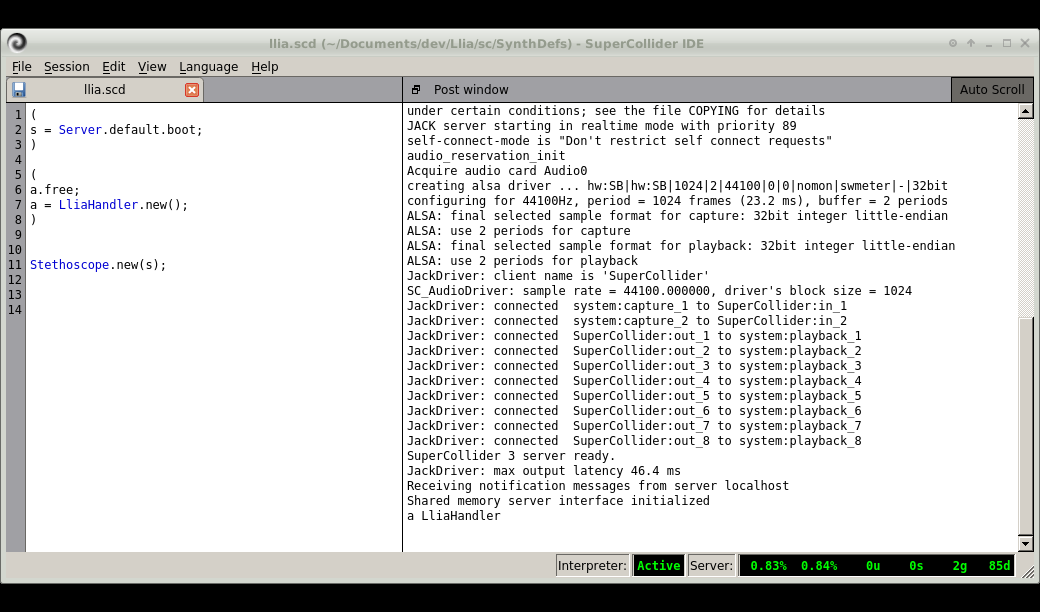 llia.scd (~/Documents/dev/Llia/sc/SynthDefs) - SuperCollider IDE
File Session Edit View Language Help
llia.scd
Post window
Auto Scroll
1 (
2 s = Server.default.boot;
3 )
4
5 (
6 a.free;
7 a = LliaHandler.new();
8 )
9
10
11 Stethoscope.new(s);
12
13
14
under certain conditions; see the file COPYING for details
JACK server starting in realtime mode with priority 89
self-connect-mode is "Don't restrict self connect requests"
audio_reservation_init
Acquire audio card Audio0
creating alsa driver ... hw:SB|hw:SB|1024|2|44100|0|0|nomon|swmeter|-|32bit
configuring for 44100Hz, period = 1024 frames (23.2 ms), buffer = 2 periods
ALSA: final selected sample format for capture: 32bit integer little-endian
ALSA: use 2 periods for capture
ALSA: final selected sample format for playback: 32bit integer little-endian
ALSA: use 2 periods for playback
JackDriver: client name is 'SuperCollider'
SC_AudioDriver: sample rate = 44100.000000, driver's block size = 1024
JackDriver: connected  system:capture_1 to SuperCollider:in_1
JackDriver: connected  system:capture_2 to SuperCollider:in_2
JackDriver: connected  SuperCollider:out_1 to system:playback_1
JackDriver: connected  SuperCollider:out_2 to system:playback_2
JackDriver: connected  SuperCollider:out_3 to system:playback_3
JackDriver: connected  SuperCollider:out_4 to system:playback_4
JackDriver: connected  SuperCollider:out_5 to system:playback_5
JackDriver: connected  SuperCollider:out_6 to system:playback_6
JackDriver: connected  SuperCollider:out_7 to system:playback_7
JackDriver: connected  SuperCollider:out_8 to system:playback_8
SuperCollider 3 server ready.
JackDriver: max output latency 46.4 ms
Receiving notification messages from server localhost
Shared memory server interface initialized
a LliaHandler
Interpreter: Active Server: 0.83% 0.84% 0u 0s 2g 85d